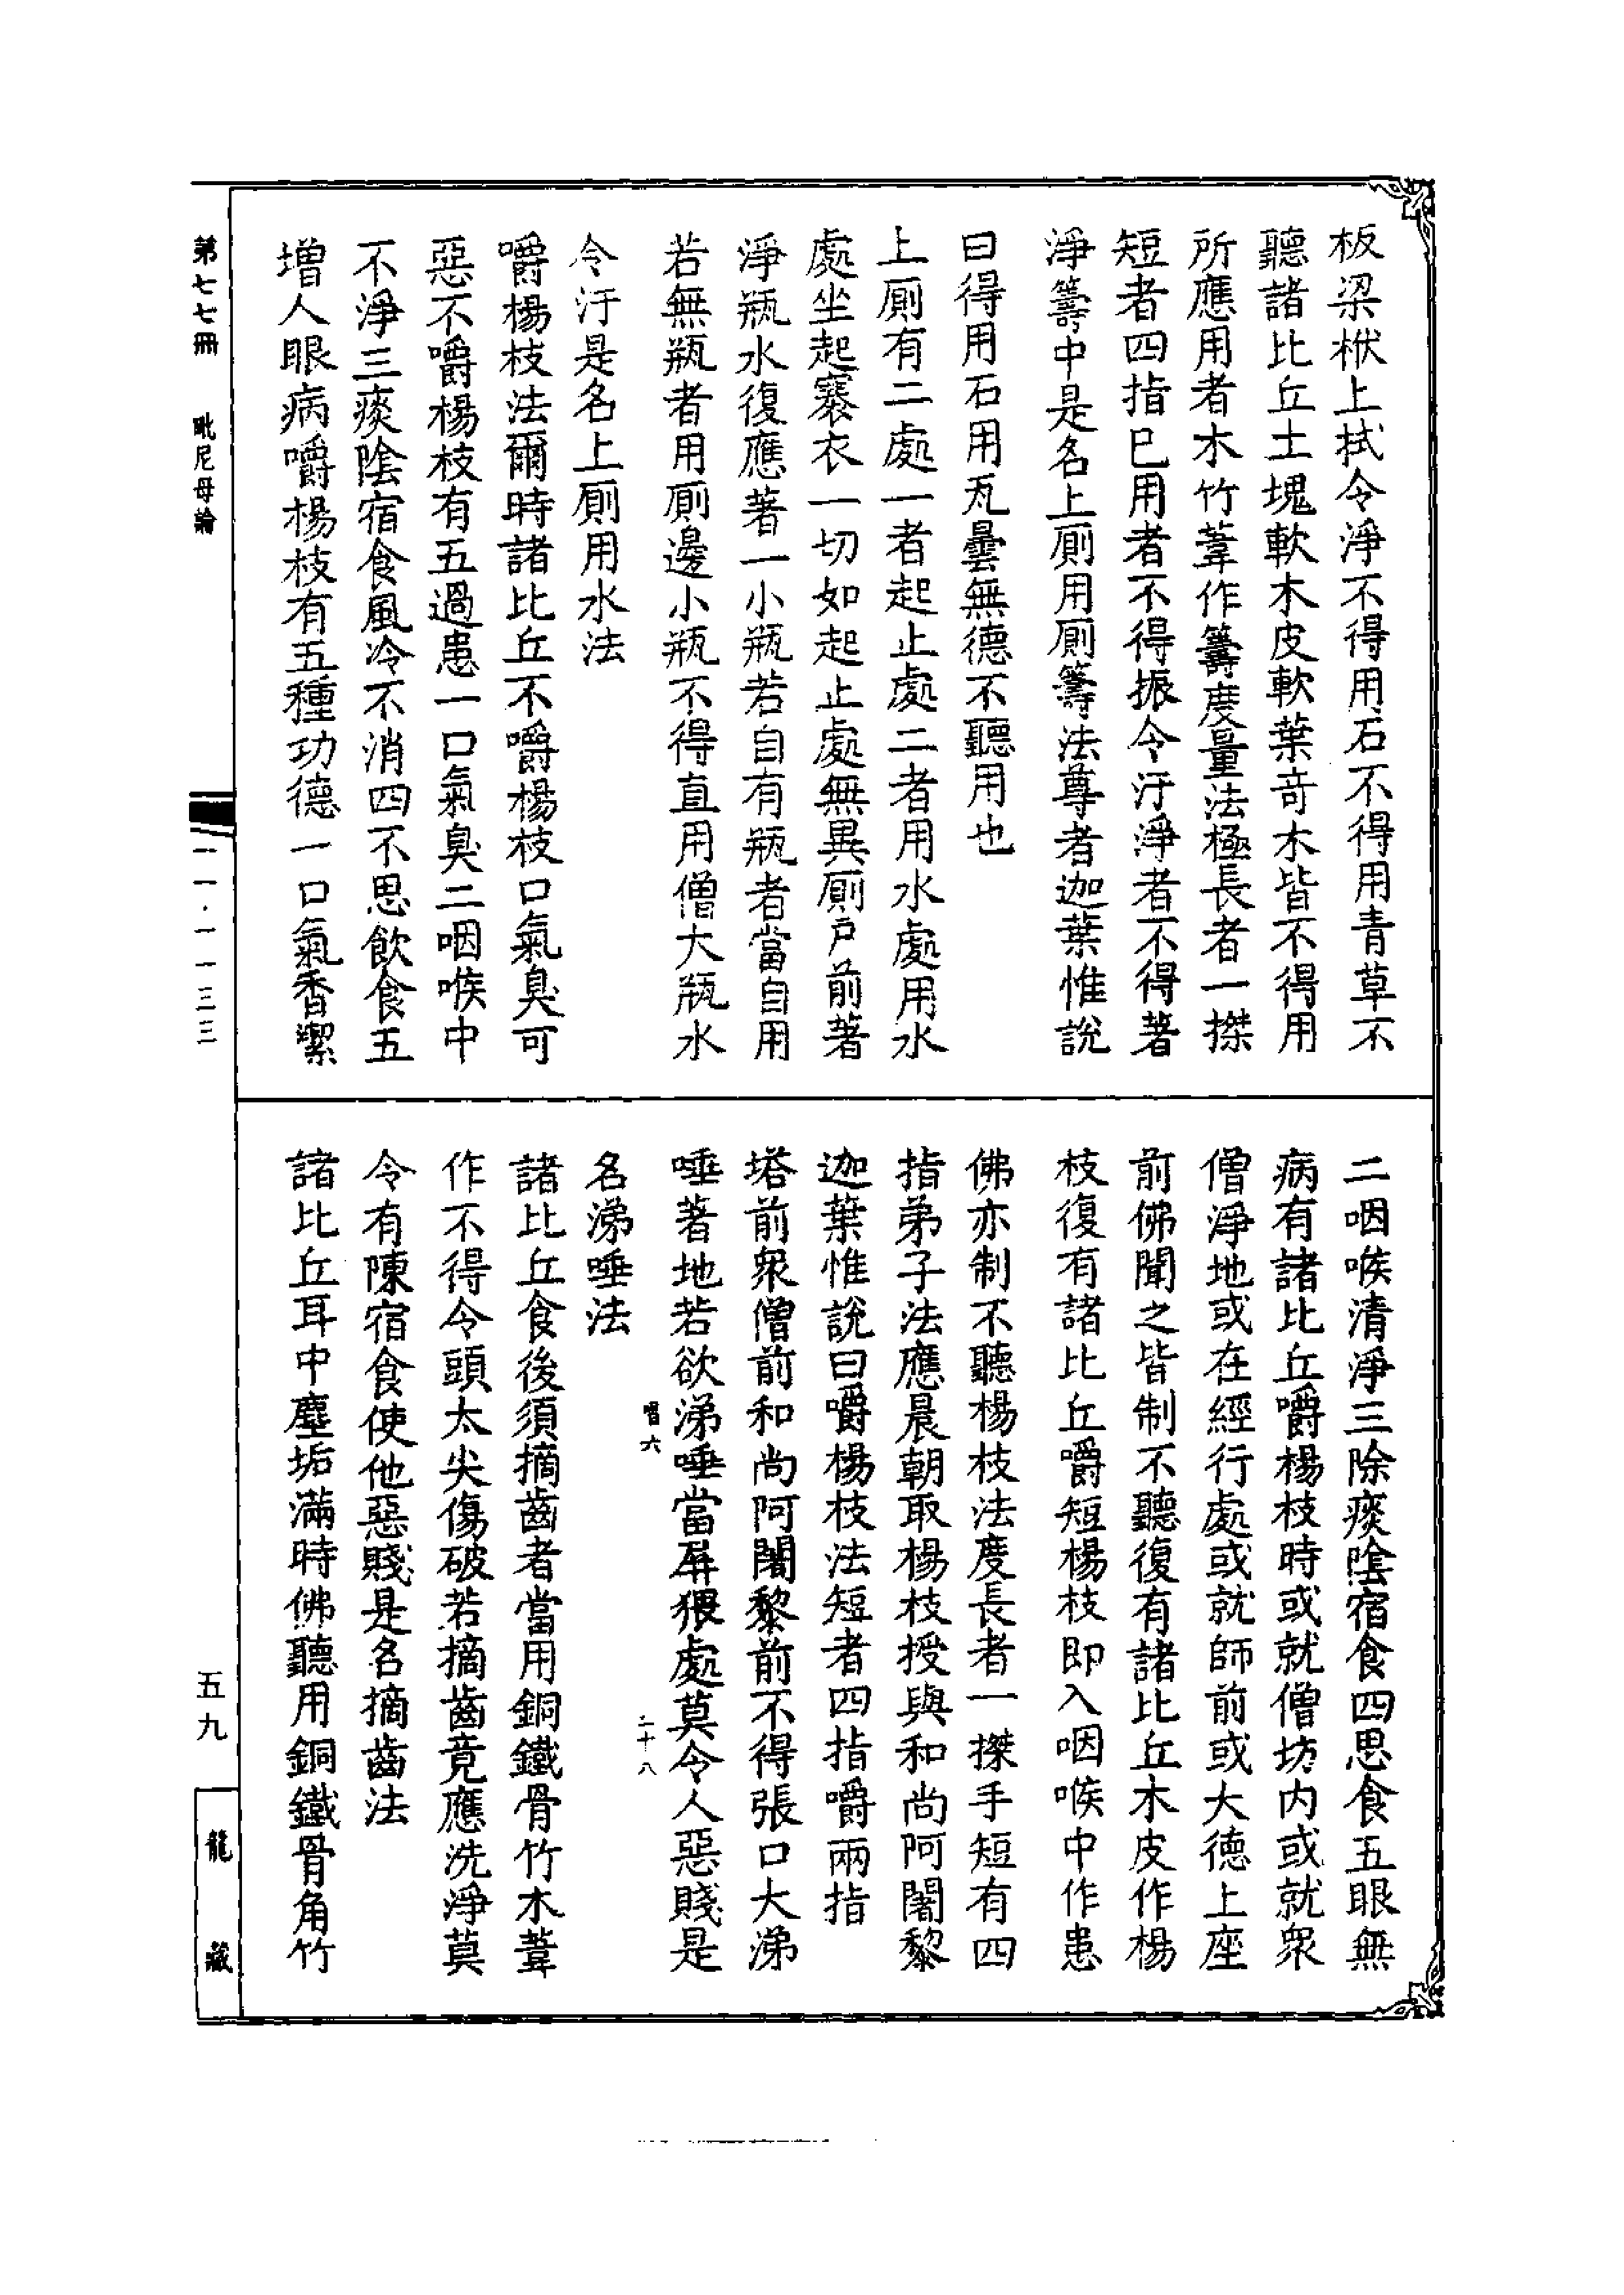 板梁栿上拭令淨不得用石不得用青草不
聽諸比丘土塊軟木皮軟葉奇木皆不得用
所應用者木竹葦作籌度量法極長者一搩
短者四指已用者不得振令汙淨者不得著
淨籌中是名上廁用廁籌法尊者迦葉惟說
曰得用石用瓦曇無德不聽用也
上廁有二處一者起止處二者用水處用水
處坐起褰衣一切如起止處無異廁戶前著
淨瓶水復應著一小瓶若自有瓶者當自用
若無瓶者用廁邊小瓶不得直用僧大瓶水
令汙是名上廁用水法
嚼楊枝法爾時諸比丘不嚼楊枝口氣臭可
惡不嚼楊枝有五過患一口氣臭二咽喉中
不淨三痰陰宿食風冷不消四不思飲食五
增人眼病嚼楊枝有五種功德一口氣香潔
二咽喉清淨三除痰陰宿食四思食五眼無
病有諸比丘嚼楊枝時或就僧坊內或就眾
僧淨地或在經行處或就師前或大德上座
前佛聞之皆制不聽復有諸比丘木皮作楊
枝復有諸比丘嚼短楊枝即入咽喉中作患
佛亦制不聽楊枝法度長者一搩手短有四
指弟子法應晨朝取楊枝授與和尚阿闍黎
迦葉惟說曰嚼楊枝法短者四指嚼兩指
塔前眾僧前和尚阿闍黎前不得張口大涕
唾著地若欲涕唾當屏猥處莫令人惡賤是
名涕唾法
唱六 二十八
諸比丘食後須摘齒者當用銅鐵骨竹木葦
作不得令頭太尖傷破若摘齒竟應洗淨莫
令有陳宿食使他惡賤是名摘齒法
諸比丘耳中塵垢滿時佛聽用銅鐵骨角竹
第七七冊 毗尼母論
一一·一一三三
五九
龍藏